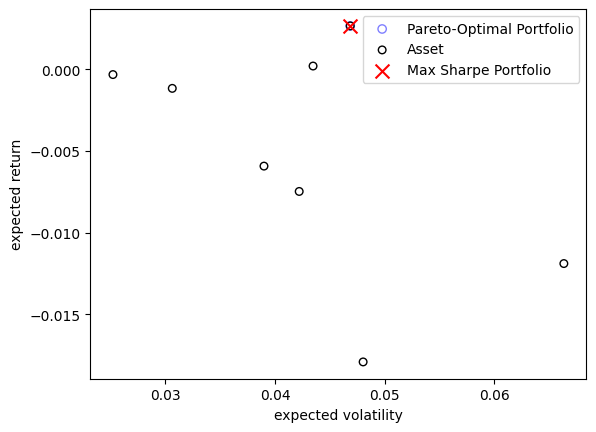 Pareto-Optimal Portfolio
Asset
Max Sharpe Portfolio
0.000
−0.005
−0.010
−0.015
expected return
0.03 0.04 0.05 0.06
expected volatility